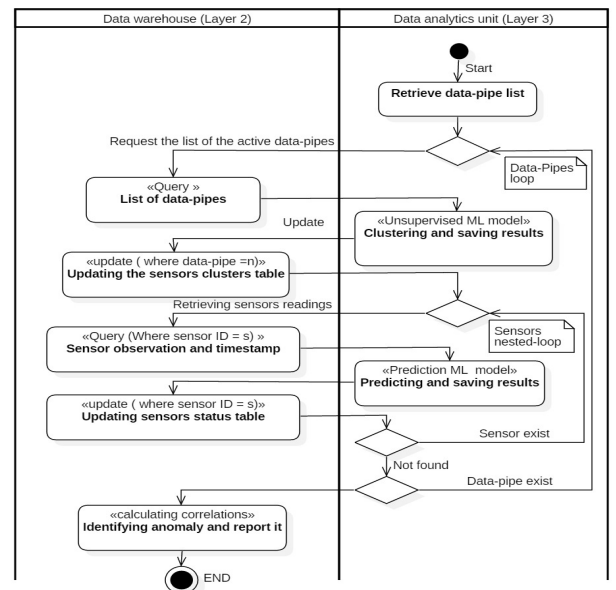 Data warehouse (Layer 2)
Data analytics unit (Layer 3)
Start
Retrieve data-pipe list
Request the list of the active data-pipes
Data-Pipes
loop
«Query »
List of data-pipes
Update
«Unsupervised ML model»
Clustering and saving results
«update ( where data-pipe =n)»
Updating the sensors clusters table
Retrieving sensors readings
Sensors
nested-loop
«Query (Where sensor ID = s) »
Sensor observation and timestamp
«Prediction ML  model»
Predicting and saving results
«update ( where sensor ID = s)»
Updating sensors status table
Sensor exist
Not found
Data-pipe exist
«calculating correlations»
Identifying anomaly and report it
END